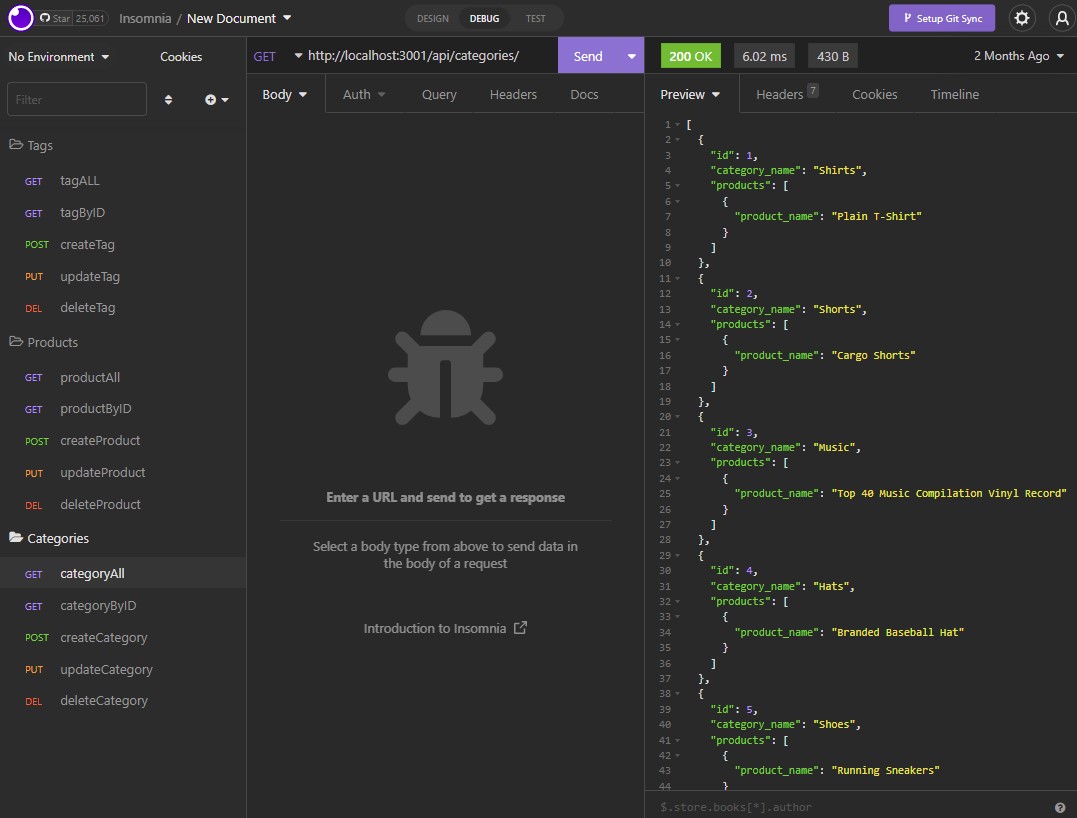 Star 25,061 Insomnia / New Document DESIGN DEBUG TEST Setup Git Sync
No Environment Cookies
Filter
Tags
GET tagALL
GET tagByID
POST createTag
PUT updateTag
DEL deleteTag
Products
GET productAll
GET productByID
POST createProduct
PUT updateProduct
DEL deleteProduct
Categories
GET categoryAll
GET categoryByID
POST createCategory
PUT updateCategory
DEL deleteCategory
GET http://localhost:3001/api/categories/ Send
Body Auth Query Headers Docs
Enter a URL and send to get a response
Select a body type from above to send data in
the body of a request
Introduction to Insomnia
200 OK 6.02 ms 430 B 2 Months Ago
Preview Headers 7 Cookies Timeline
1 [
2 {
3 "id": 1,
4 "category_name": "Shirts",
5 "products": [
6 {
7 "product_name": "Plain T-Shirt"
8 }
9 ]
10 },
11 {
12 "id": 2,
13 "category_name": "Shorts",
14 "products": [
15 {
16 "product_name": "Cargo Shorts"
17 }
18 ]
19 },
20 {
21 "id": 3,
22 "category_name": "Music",
23 "products": [
24 {
25 "product_name": "Top 40 Music Compilation Vinyl Record"
26 }
27 ]
28 },
29 {
30 "id": 4,
31 "category_name": "Hats",
32 "products": [
33 {
34 "product_name": "Branded Baseball Hat"
35 }
36 ]
37 },
38 {
39 "id": 5,
40 "category_name": "Shoes",
41 "products": [
42 {
43 "product_name": "Running Sneakers"
44 }
$.store.books[*].author ?